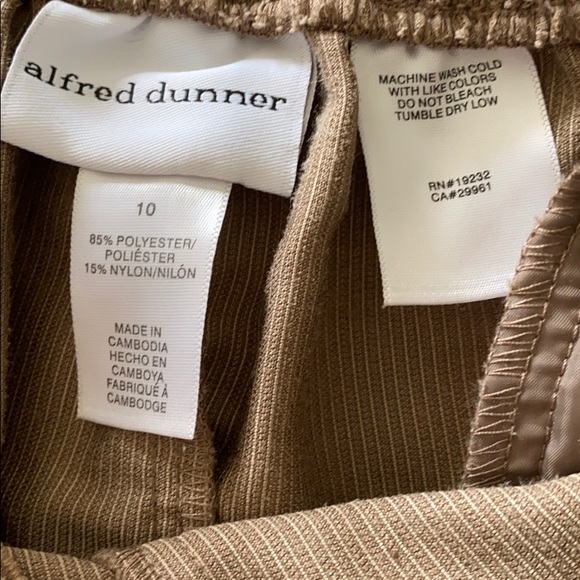 alfred dunner
10
85% POLYESTER/
POLIÉSTER
15% NYLON/NILÓN
MADE IN
CAMBODIA
HECHO EN
CAMBOYA
FABRIQUÉ À
CAMBODGE
MACHINE WASH COLD
WITH LIKE COLORS
DO NOT BLEACH
TUMBLE DRY LOW
RN#19232
CA#29961